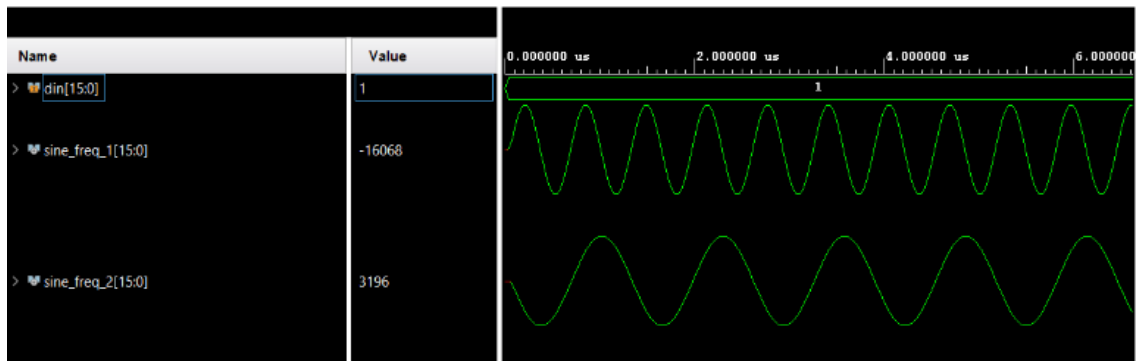 Name Value
0.000000 us 2.000000 us 4.000000 us 6.000000
din[15:0] 1 1
sine_freq_1[15:0] -16068
sine_freq_2[15:0] 3196